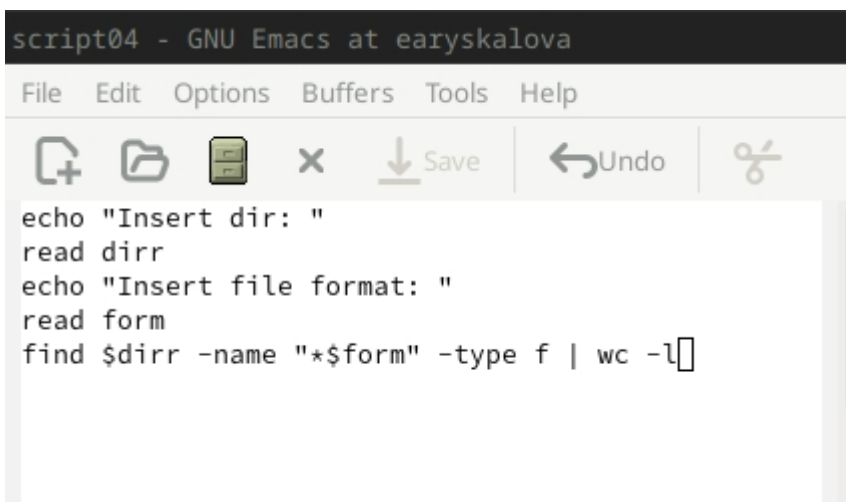 script04 - GNU Emacs at earyskalova
File Edit Options Buffers Tools Help
Save Undo
echo "Insert dir: "
read dirr
echo "Insert file format: "
read form
find $dirr -name "*$form" -type f | wc -l